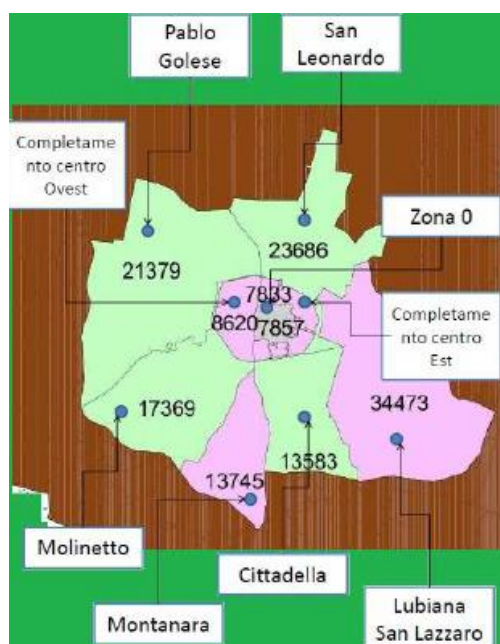 Pablo
Golese
San
Leonardo
Completame
nto centro
Ovest
Zona 0
23686
21379
7833
8620
7857
Completame
nto centro
Est
17369
34473
13583
13745
Molinetto
Cittadella
Montanara
Lubiana
San Lazzaro